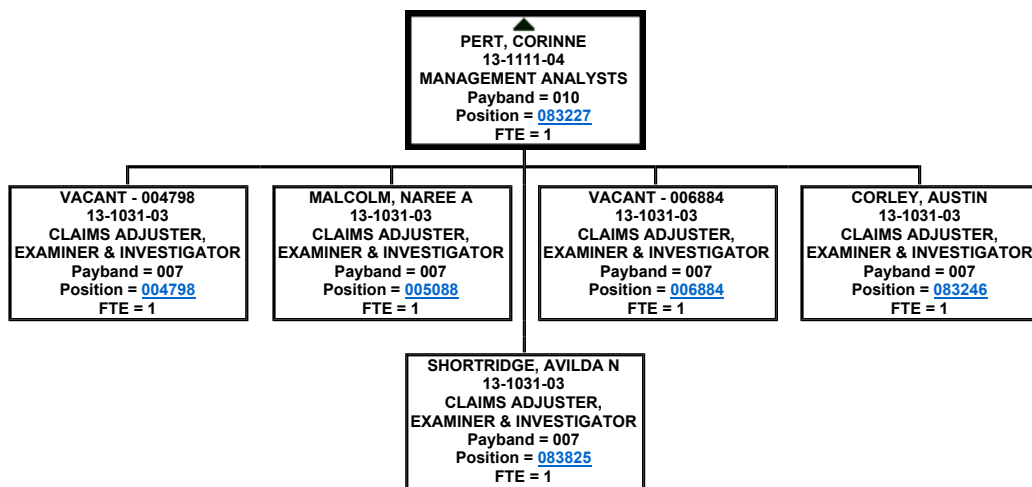 PERT, CORINNE
13-1111-04
MANAGEMENT ANALYSTS
Payband = 010
Position = 083227
FTE = 1
VACANT - 004798
13-1031-03
CLAIMS ADJUSTER,
EXAMINER & INVESTIGATOR
Payband = 007
Position = 004798
FTE = 1
MALCOLM, NAREE A
13-1031-03
CLAIMS ADJUSTER,
EXAMINER & INVESTIGATOR
Payband = 007
Position = 005088
FTE = 1
VACANT - 006884
13-1031-03
CLAIMS ADJUSTER,
EXAMINER & INVESTIGATOR
Payband = 007
Position = 006884
FTE = 1
CORLEY, AUSTIN
13-1031-03
CLAIMS ADJUSTER,
EXAMINER & INVESTIGATOR
Payband = 007
Position = 083246
FTE = 1
SHORTRIDGE, AVILDA N
13-1031-03
CLAIMS ADJUSTER,
EXAMINER & INVESTIGATOR
Payband = 007
Position = 083825
FTE = 1